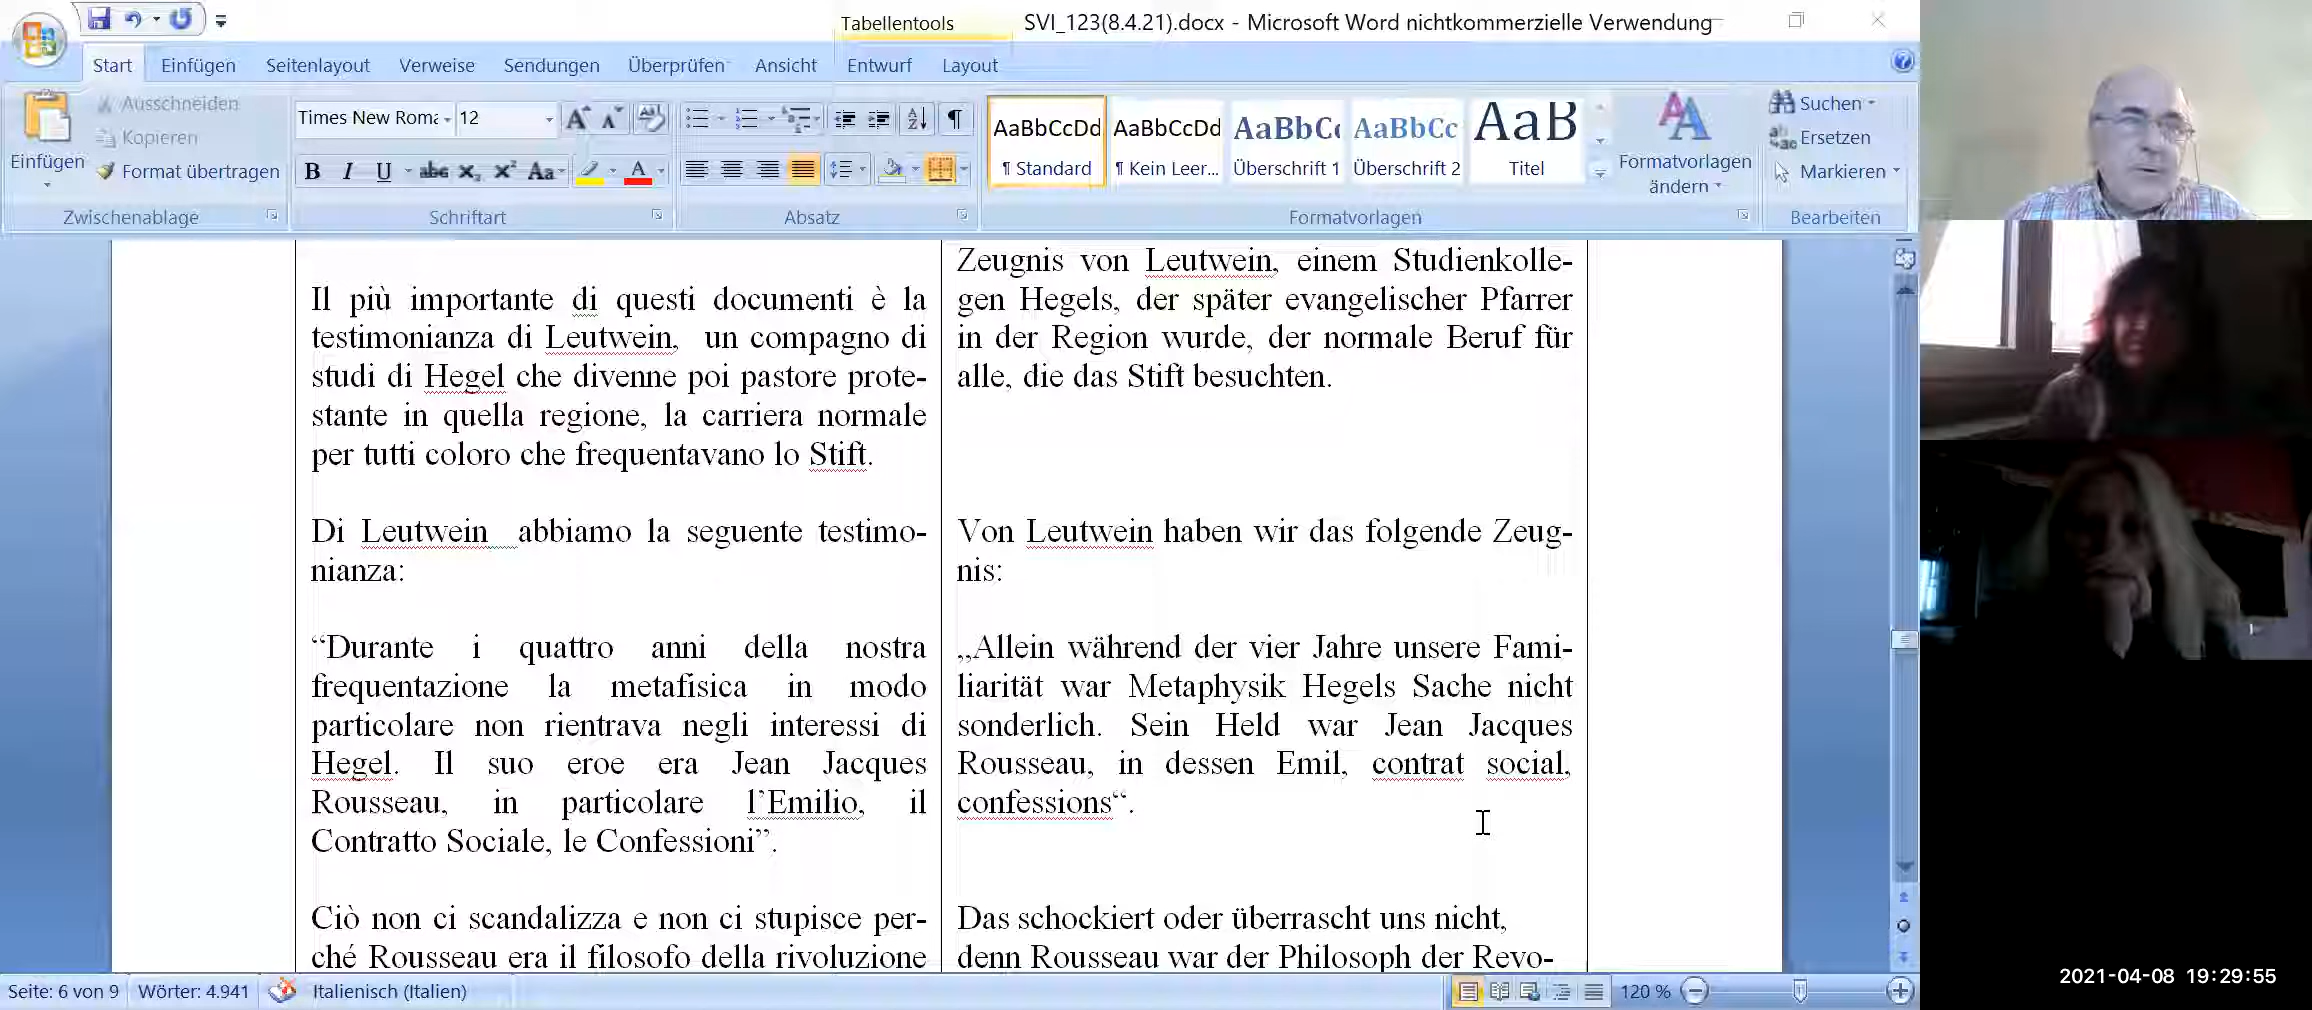 Tabellentools
SVI_123(8.4.21).docx - Microsoft Word nichtkommerzielle Verwendung
Start Einfügen Seitenlayout Verweise Sendungen Überprüfen Ansicht Entwurf Layout
Einfügen
Ausschneiden
Kopieren
Format übertragen
Zwischenablage
Times New Roma 12
Schriftart
Absatz
AaBbCcDd AaBbCcDd AaBbC AaBbCc AaB
¶ Standard ¶ Kein Leer... Überschrift 1 Überschrift 2 Titel
Formatvorlagen
ändern
Formatvorlagen
Suchen
Ersetzen
Markieren
Bearbeiten
Il più importante di questi documenti è la
testimonianza di Leutwein, un compagno di
studi di Hegel che divenne poi pastore prote-
stante in quella regione, la carriera normale
per tutti coloro che frequentavano lo Stift.
Di Leutwein abbiamo la seguente testimo-
nianza:
“Durante i quattro anni della nostra
frequentazione la metafisica in modo
particolare non rientrava negli interessi di
Hegel. Il suo eroe era Jean Jacques
Rousseau, in particolare l’Emilio, il
Contratto Sociale, le Confessioni”.
Ciò non ci scandalizza e non ci stupisce per-
ché Rousseau era il filosofo della rivoluzione
Zeugnis von Leutwein, einem Studienkolle-
gen Hegels, der später evangelischer Pfarrer
in der Region wurde, der normale Beruf für
alle, die das Stift besuchten.
Von Leutwein haben wir das folgende Zeug-
nis:
„Allein während der vier Jahre unsere Fami-
liarität war Metaphysik Hegels Sache nicht
sonderlich. Sein Held war Jean Jacques
Rousseau, in dessen Emil, contrat social,
confessions“.
Das schockiert oder überrascht uns nicht,
denn Rousseau war der Philosoph der Revo-
Seite: 6 von 9 Wörter: 4.941 Italienisch (Italien) 120 %
2021-04-08 19:29:55